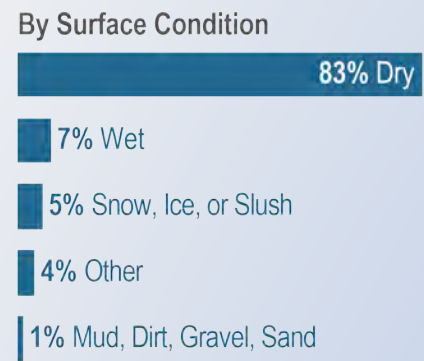 By Surface Condition
83% Dry
7% Wet
5% Snow, Ice, or Slush
4% Other
1% Mud, Dirt, Gravel, Sand